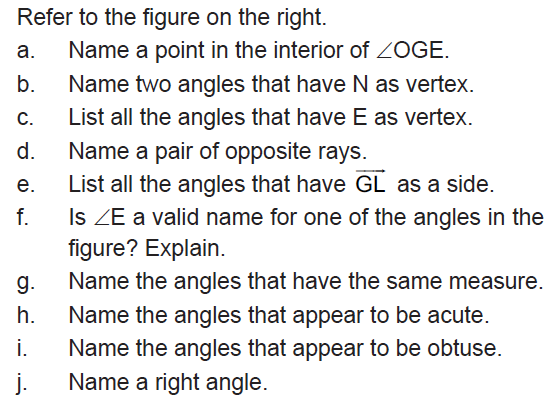 Refer to the figure on the right.
a. Name a point in the interior of ∠OGE.
b. Name two angles that have N as vertex.
c. List all the angles that have E as vertex.
d. Name a pair of opposite rays.
e. List all the angles that have \overrightarrow{GL} as a side.
f. Is ∠E a valid name for one of the angles in the
figure? Explain.
g. Name the angles that have the same measure.
h. Name the angles that appear to be acute.
i. Name the angles that appear to be obtuse.
j. Name a right angle.